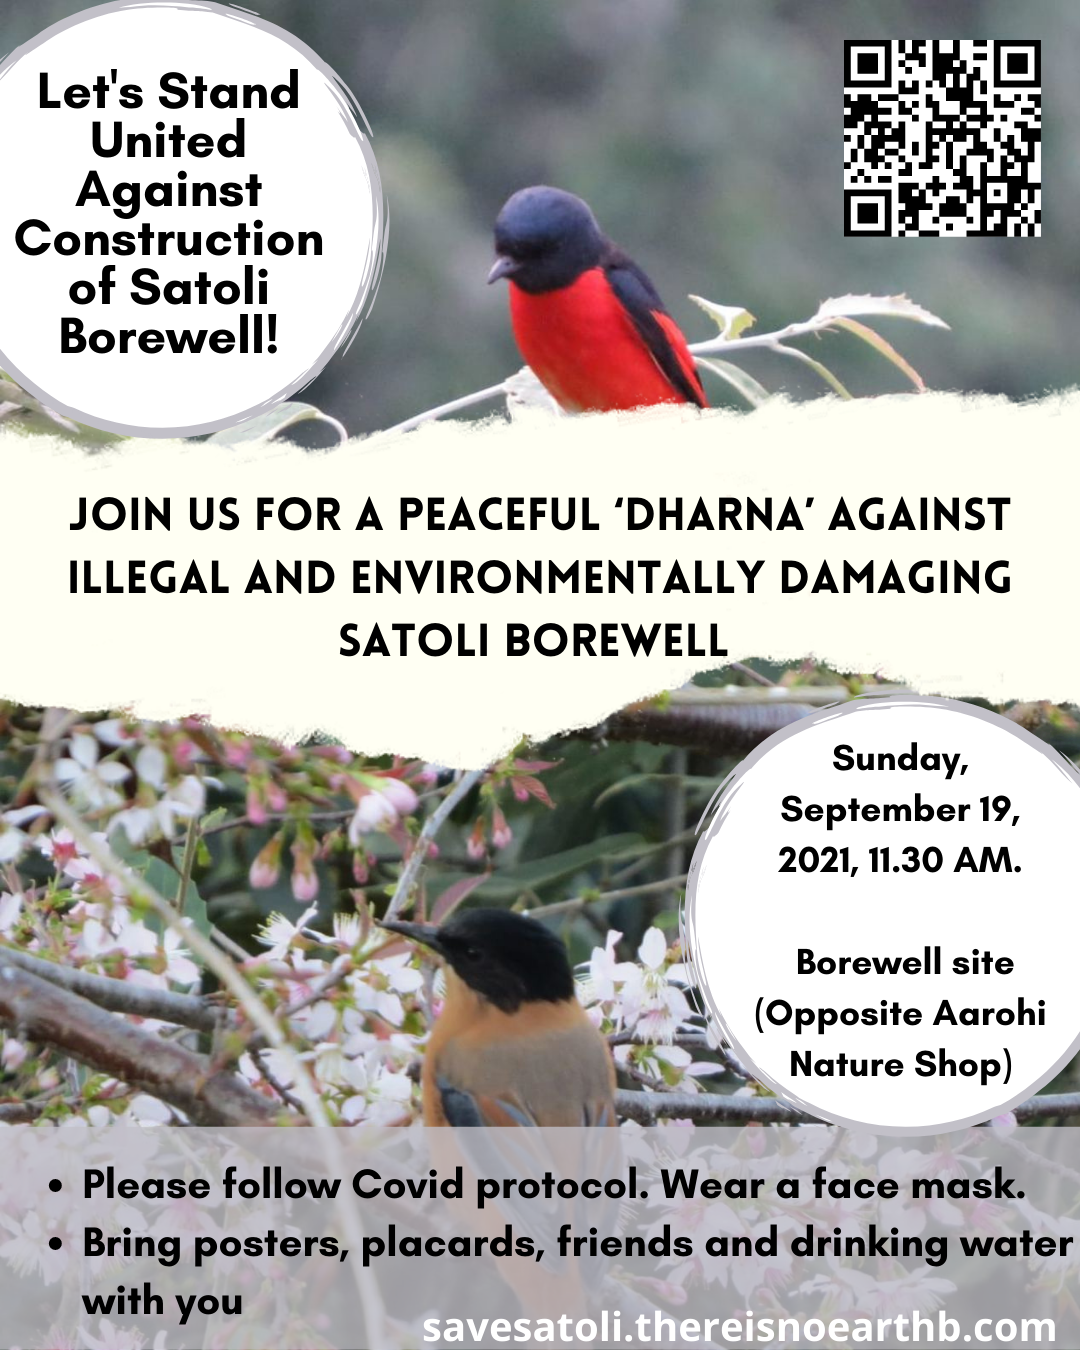 Let's Stand
United
Against
Construction
of Satoli
Borewell!
JOIN US FOR A PEACEFUL ‘DHARNA’ AGAINST
ILLEGAL AND ENVIRONMENTALLY DAMAGING
SATOLI BOREWELL
Sunday,
September 19,
2021, 11.30 AM.
Borewell site
(Opposite Aarohi
Nature Shop)
• Please follow Covid protocol. Wear a face mask.
• Bring posters, placards, friends and drinking water
with you
savesatoli.thereisnoearthb.com